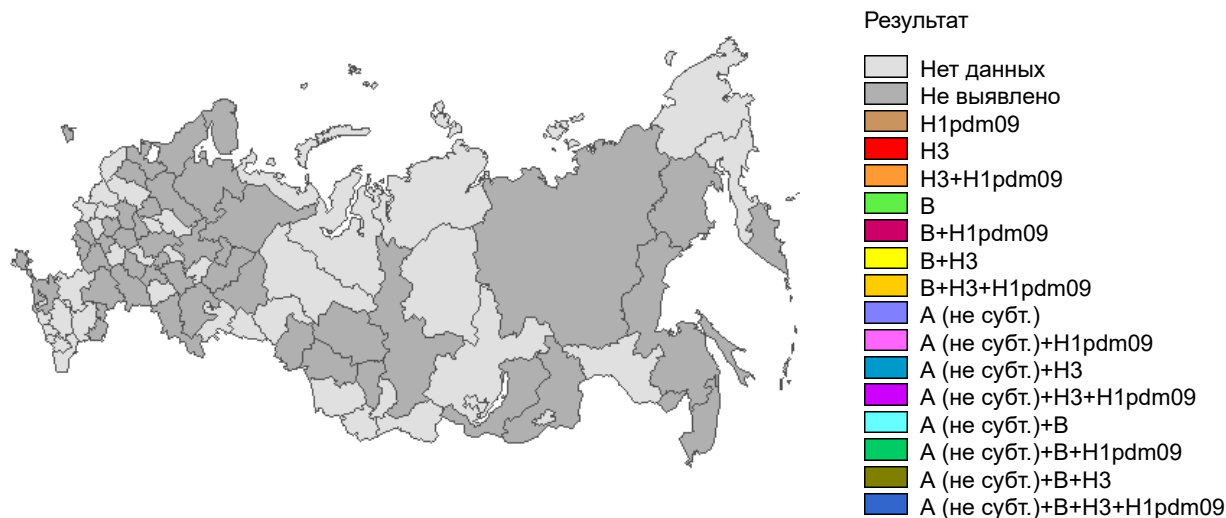 Результат
Нет данных
Не выявлено
H1pdm09
H3
H3+H1pdm09
B
B+H1pdm09
B+H3
B+H3+H1pdm09
A (не субт.)
A (не субт.)+H1pdm09
A (не субт.)+H3
A (не субт.)+H3+H1pdm09
A (не субт.)+B
A (не субт.)+B+H1pdm09
A (не субт.)+B+H3
A (не субт.)+B+H3+H1pdm09